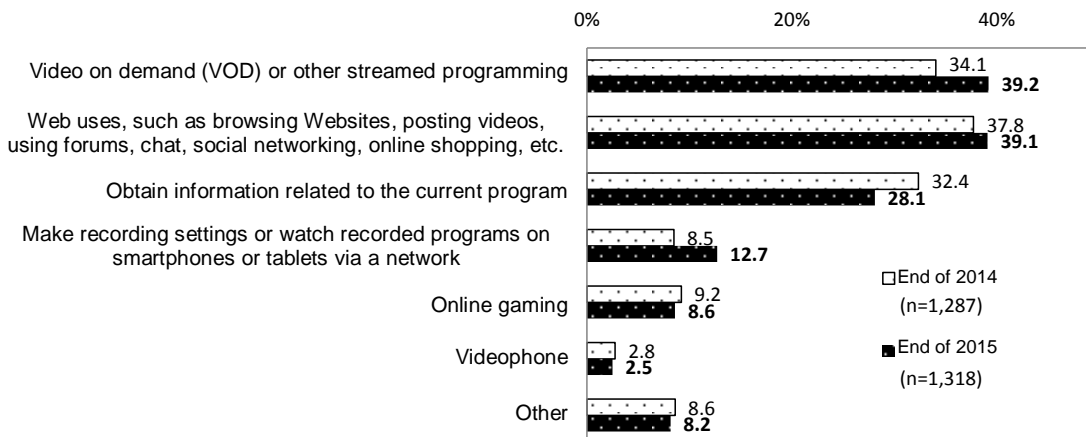 0% 20% 40%
Video on demand (VOD) or other streamed programming 34.1
39.2
Web uses, such as browsing Websites, posting videos,
using forums, chat, social networking, online shopping, etc.
37.8
39.1
Obtain information related to the current program 32.4
28.1
Make recording settings or watch recorded programs on
smartphones or tablets via a network
8.5
12.7
Online gaming 9.2
8.6
Videophone 2.8
2.5
Other 8.6
8.2
End of 2014
(n=1,287)
End of 2015
(n=1,318)